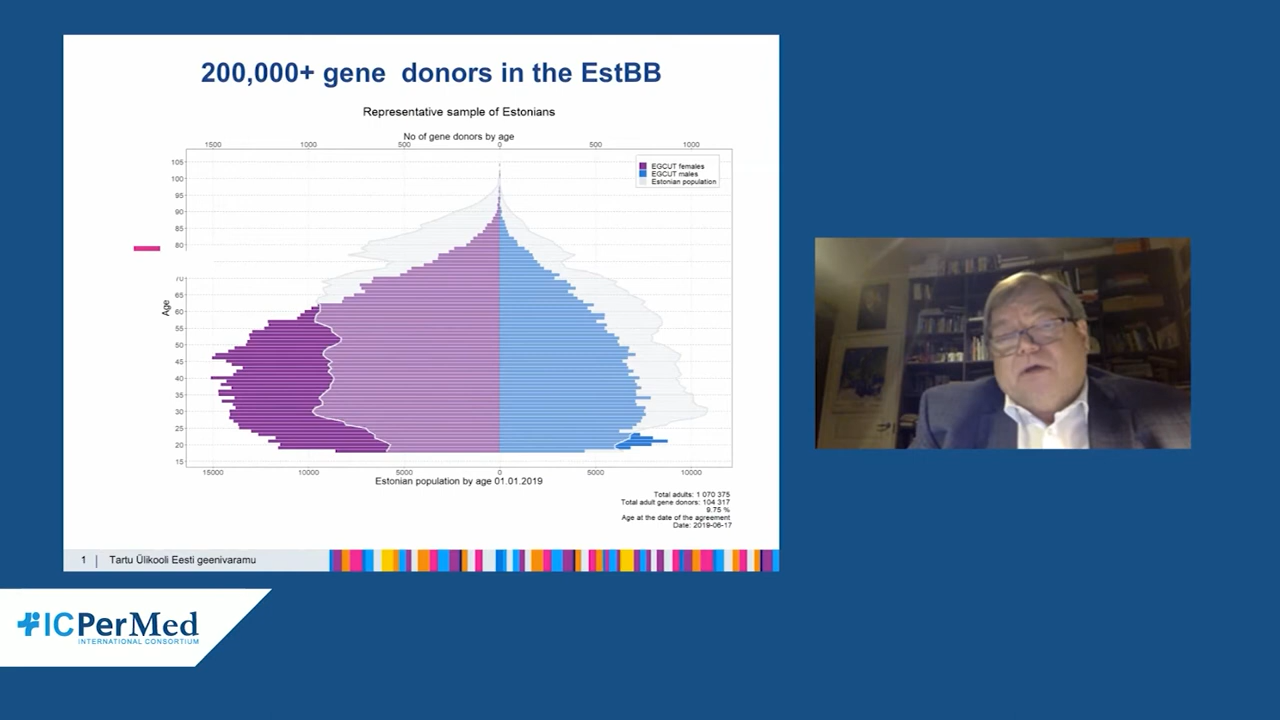 200,000+ gene donors in the EstBB
Representative sample of Estonians
No of gene donors by age
1500 1000 500 0 500 1000
EGCUT females
EGCUT males
Estonian population
105
100
95
90
85
80
70
65
60
55
50
45
40
35
30
25
20
15
Age
15000 10000 5000 0 5000 10000
Estonian population by age 01.01.2019
Total adults: 1 070 375
Total adult gene donors: 104 317
9.75 %
Age at the date of the agreement
Date: 2019-06-17
1 | Tartu Ülikooli Eesti geenivaramu
ICPerMed
INTERNATIONAL CONSORTIUM